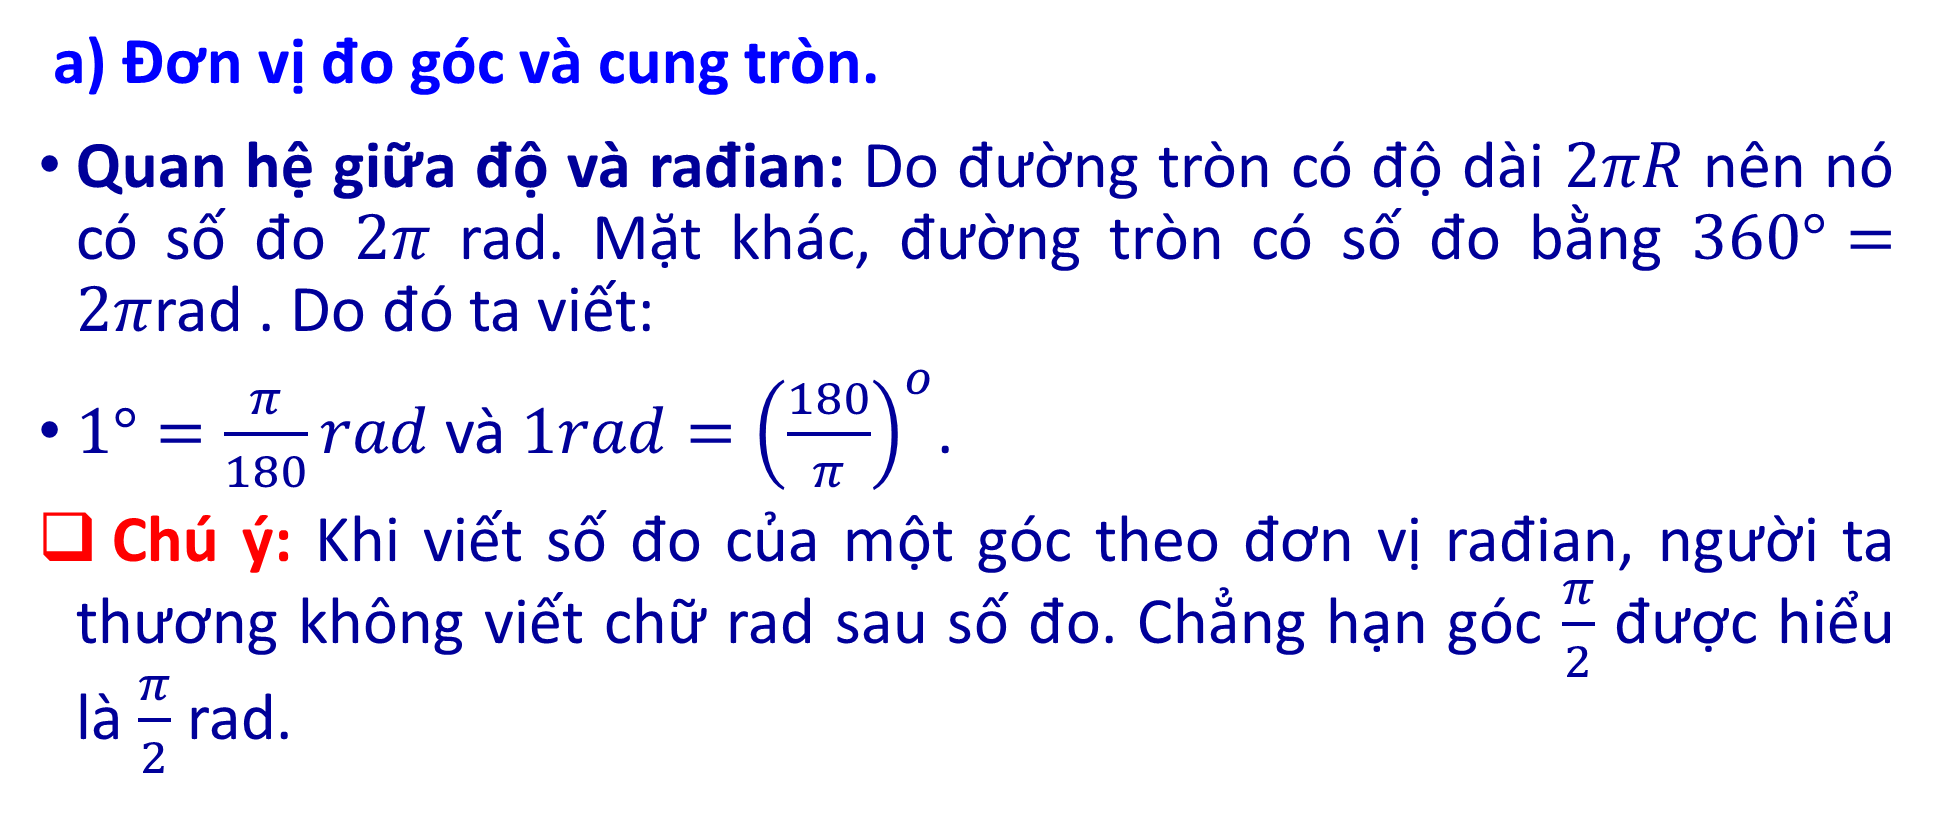 a) Đơn vị đo góc và cung tròn.
• Quan hệ giữa độ và rađian: Do đường tròn có độ dài 2πR nên nó
có số đo 2π rad. Mặt khác, đường tròn có số đo bằng 360° =
2πrad . Do đó ta viết:
• 1° = π/180 rad và 1rad = (180/π)^o.
❑ Chú ý: Khi viết số đo của một góc theo đơn vị rađian, người ta
thương không viết chữ rad sau số đo. Chẳng hạn góc π/2 được hiểu
là π/2 rad.